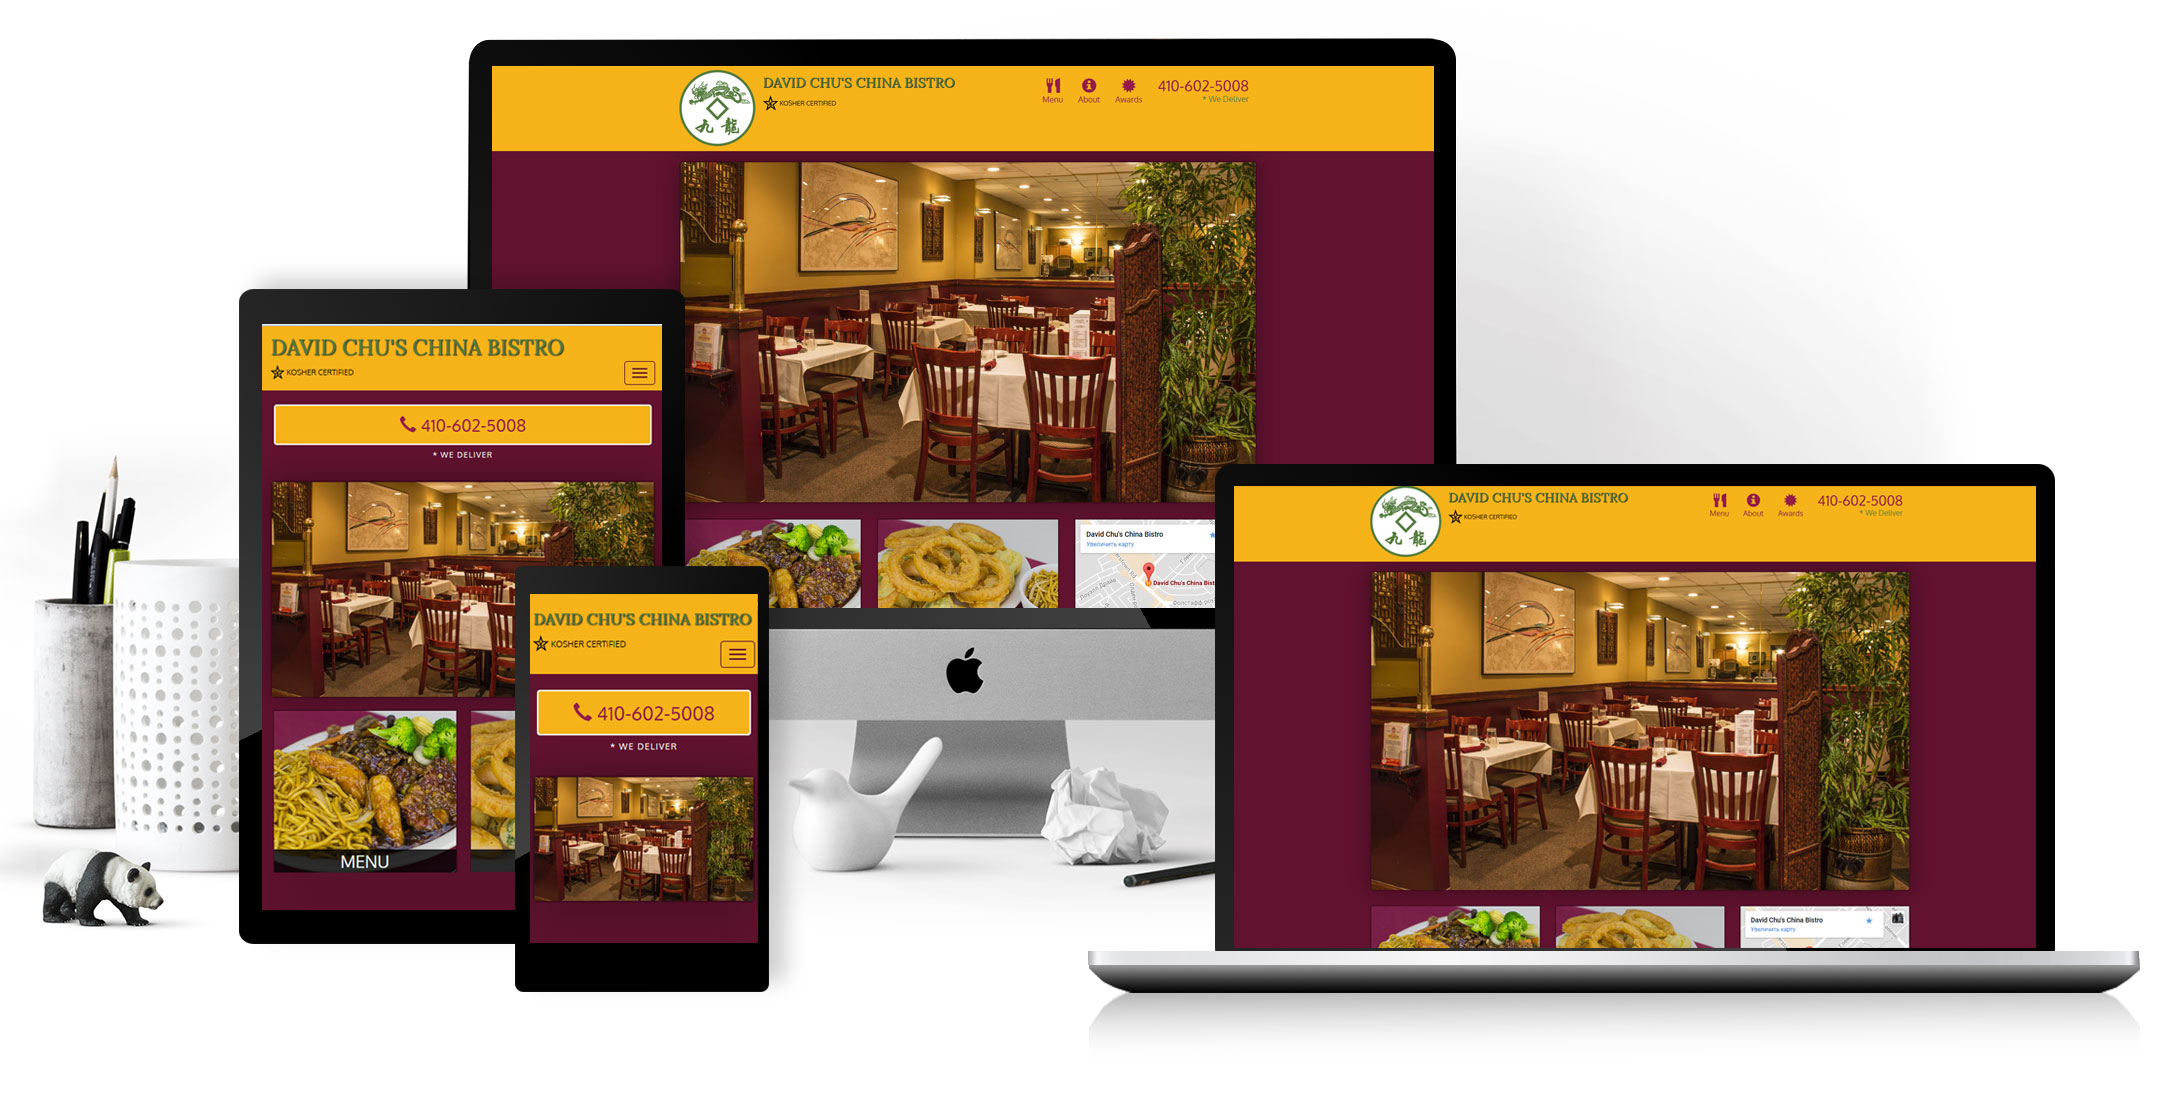 DAVID CHU'S CHINA BISTRO
KOSHER CERTIFIED
九 龍
Menu
About
Awards
410-602-5008
* We Deliver
David Chu's China Bistro
Увеличить карту
David Chu's China Bist
DAVID CHU'S CHINA BISTRO
KOSHER CERTIFIED
410-602-5008
* WE DELIVER
MENU
DAVID CHU'S CHINA BISTRO
KOSHER CERTIFIED
410-602-5008
* WE DELIVER
DAVID CHU'S CHINA BISTRO
KOSHER CERTIFIED
九 龍
Menu
About
Awards
410-602-5008
* We Deliver
David Chu's China Bistro
Увеличить карту